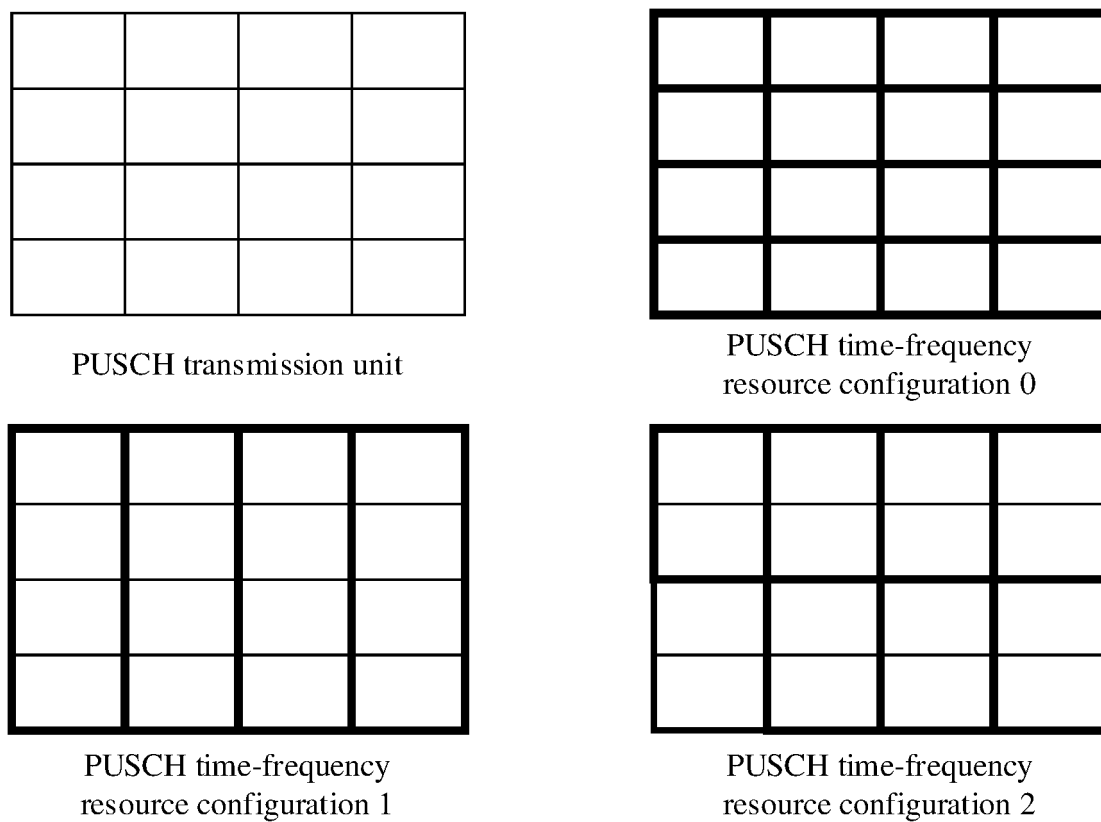 PUSCH transmission unit
PUSCH time-frequency
resource configuration 0
PUSCH time-frequency
resource configuration 1
PUSCH time-frequency
resource configuration 2